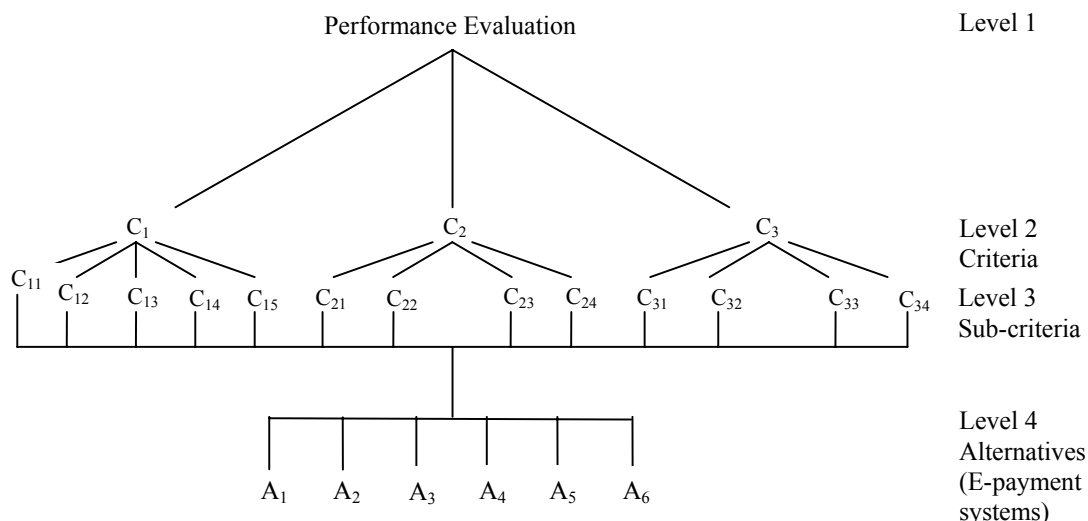 Performance Evaluation
Level 1
C₁ C₂ C₃
Level 2
Criteria
C₁₁ C₁₂ C₁₃ C₁₄ C₁₅ C₂₁ C₂₂ C₂₃ C₂₄ C₃₁ C₃₂ C₃₃ C₃₄
Level 3
Sub-criteria
A₁ A₂ A₃ A₄ A₅ A₆
Level 4
Alternatives
(E-payment
systems)